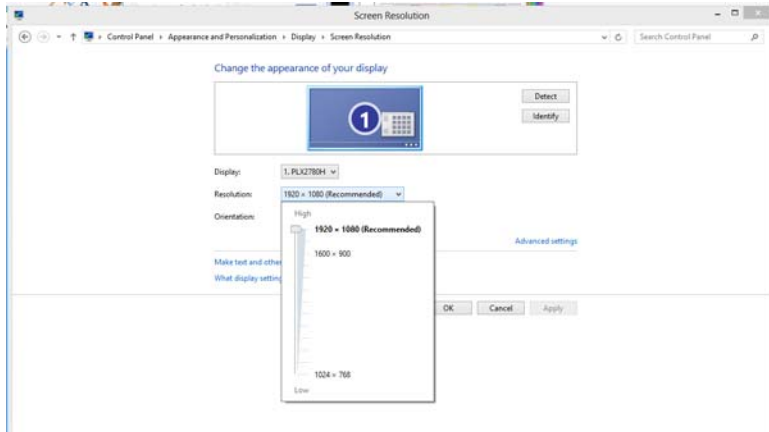 Screen Resolution
Control Panel › Appearance and Personalization › Display › Screen Resolution
Search Control Panel
Change the appearance of your display
1
Detect
Identify
Display:
1. PLX2780H
Resolution:
1920 × 1080 (Recommended)
Orientation:
High
1920 × 1080 (Recommended)
1600 × 900
1024 × 768
Low
Advanced settings
Make text and other
What display setting
OK
Cancel
Apply